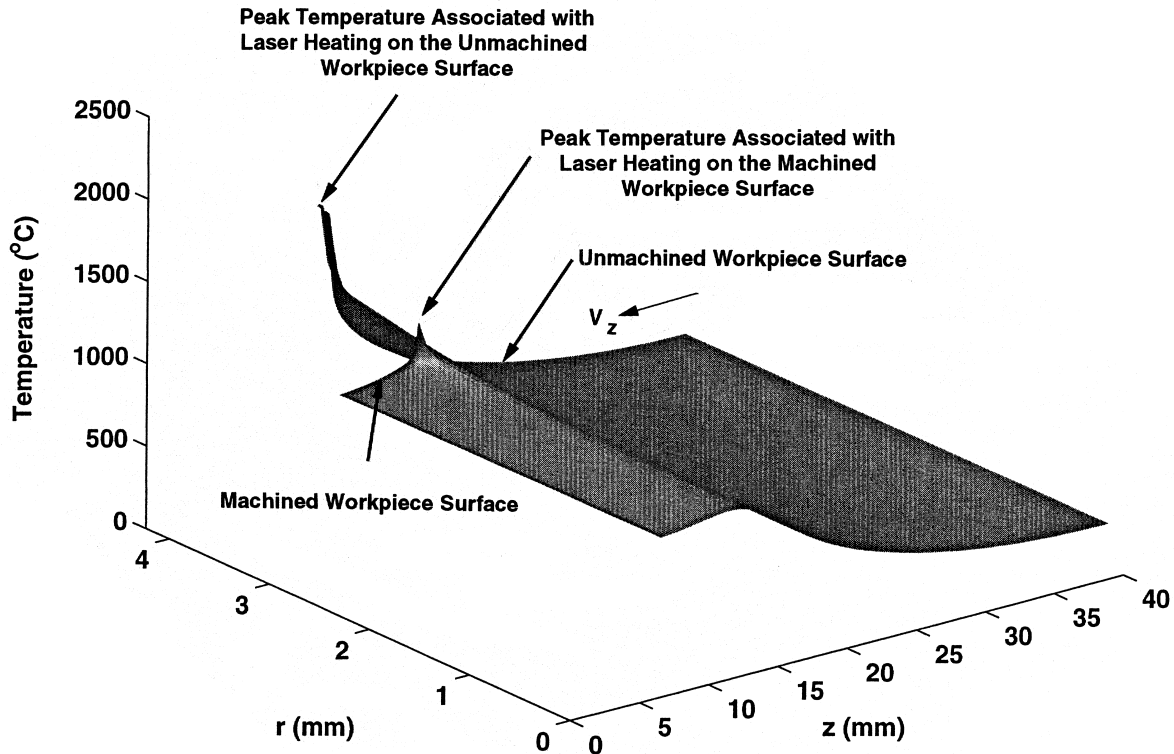 Peak Temperature Associated with
Laser Heating on the Unmachined
Workpiece Surface
Peak Temperature Associated with
Laser Heating on the Machined
Workpiece Surface
Unmachined Workpiece Surface
Vz
Machined Workpiece Surface
Temperature (°C)
2500
2000
1500
1000
500
0
4
3
2
1
0
r (mm)
0
5
10
15
20
25
30
35
40
z (mm)